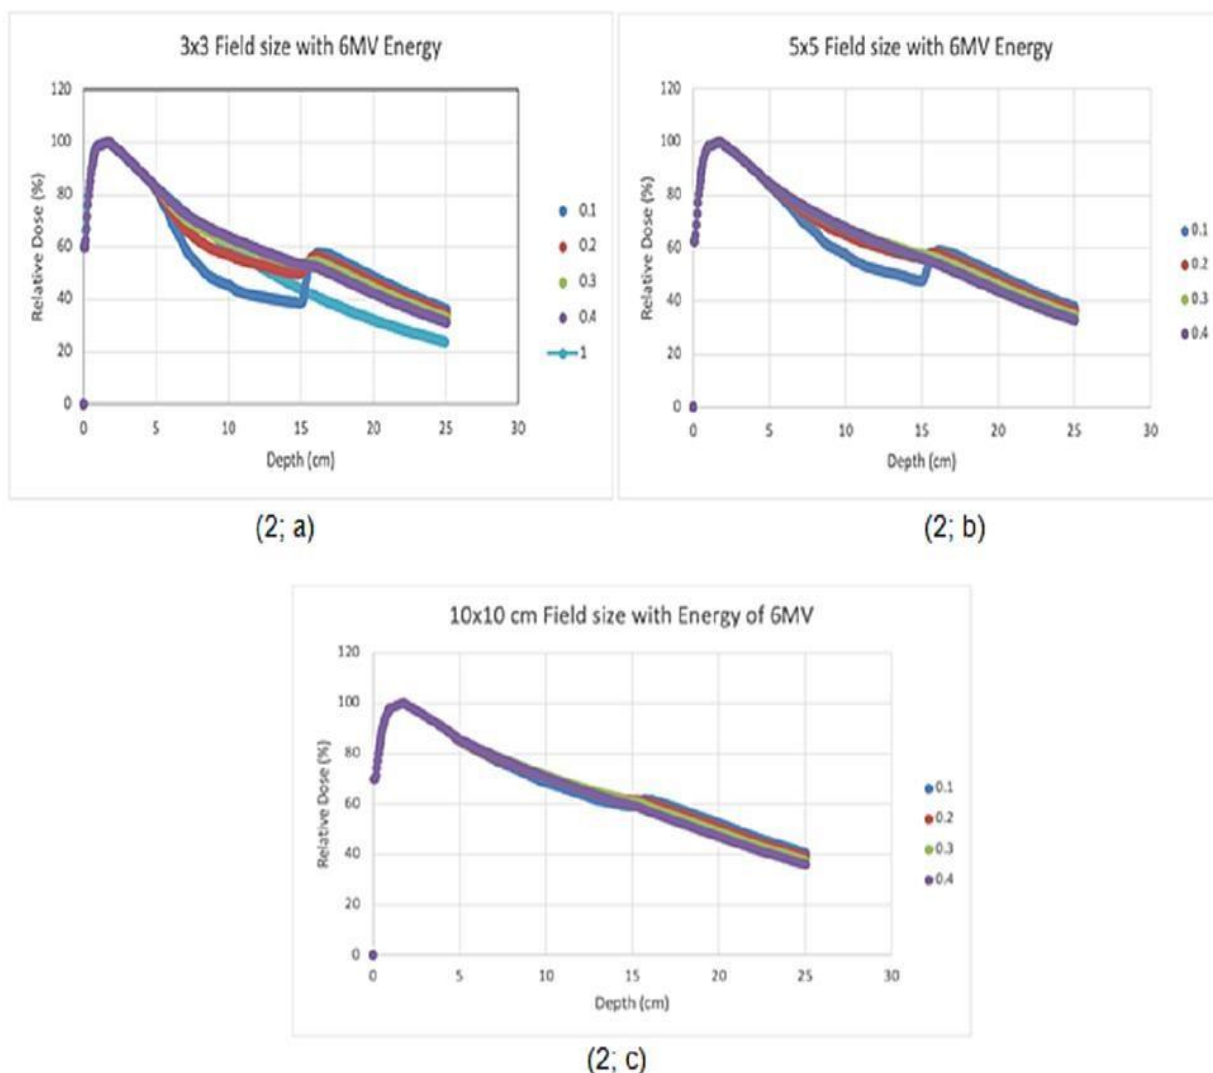 3x3 Field size with 6MV Energy
120
100
80
60
40
20
0
0 5 10 15 20 25 30
Relative Dose (%)
Depth (cm)
0.1
0.2
0.3
0.4
1
(2; a)
5x5 Field size with 6MV Energy
120
100
80
60
40
20
0
0 5 10 15 20 25 30
Relative Dose (%)
Depth (cm)
0.1
0.2
0.3
0.4
(2; b)
10x10 cm Field size with Energy of 6MV
120
100
80
60
40
20
0
0 5 10 15 20 25 30
Relative Dose (%)
Depth (cm)
0.1
0.2
0.3
0.4
(2; c)